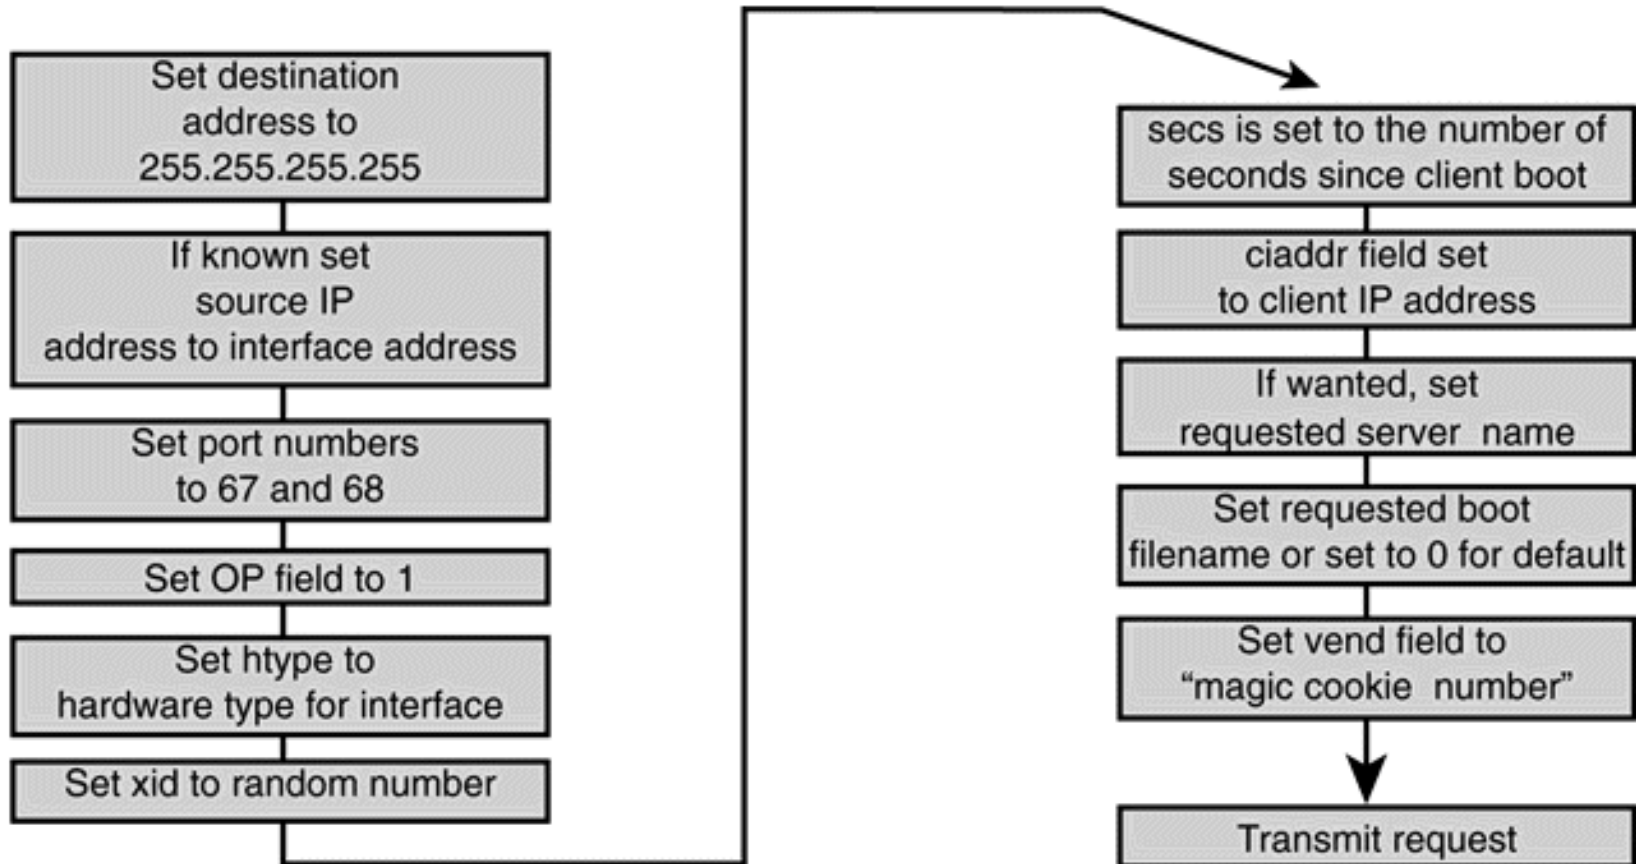 Set destination
address to
255.255.255.255
If known set
source IP
address to interface address
Set port numbers
to 67 and 68
Set OP field to 1
Set htype to
hardware type for interface
Set xid to random number
secs is set to the number of
seconds since client boot
ciaddr field set
to client IP address
If wanted, set
requested server name
Set requested boot
filename or set to 0 for default
Set vend field to
“magic cookie number”
Transmit request